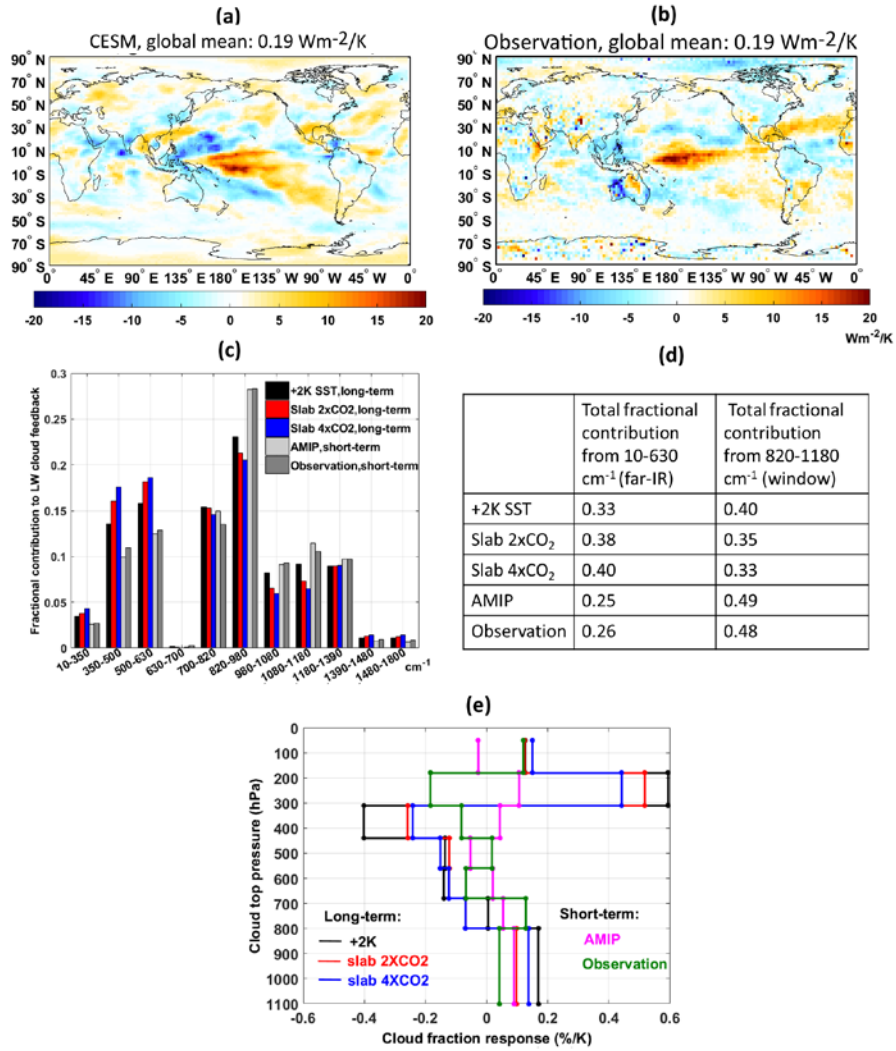 (a)
CESM, global mean: 0.19 Wm-2/K
90° N
70° N
50° N
30° N
10° N
10° S
30° S
50° S
70° S
90° S
45 E 90° E 135° E 180° E 135° W 90° W 45° W 0°
-20 -15 -10 -5 0 5 10 15 20
(b)
Observation, global mean: 0.19 Wm-2/K
90° N
70° N
50° N
30° N
10° N
10° S
30° S
50° S
70° S
90° S
45 E 90° E 135° E 180° E 135° W 90° W 45° W 0°
-20 -15 -10 -5 0 5 10 15 20
Wm-2/K
(c)
Fractional contribution to LW cloud feedback
0.3
0.25
0.2
0.15
0.1
0.05
0
+2K SST,long-term
Slab 2xCO2,long-term
Slab 4xCO2,long-term
AMIP,short-term
Observation,short-term
10-350
350-500
500-630
630-700
700-820
820-980
980-1080
1080-1180
1180-1390
1390-1480
1480-1800
cm-1
(d)
Total fractional contribution from 10-630 cm-1 (far-IR)
Total fractional contribution from 820-1180 cm-1 (window)
+2K SST 0.33 0.40
Slab 2xCO2 0.38 0.35
Slab 4xCO2 0.40 0.33
AMIP 0.25 0.49
Observation 0.26 0.48
(e)
Cloud top pressure (hPa)
0
100
200
300
400
500
600
700
800
900
1000
1100
Long-term:
+2K
slab 2XCO2
slab 4XCO2
Short-term:
AMIP
Observation
-0.6 -0.4 -0.2 0 0.2 0.4 0.6
Cloud fraction response (%/K)